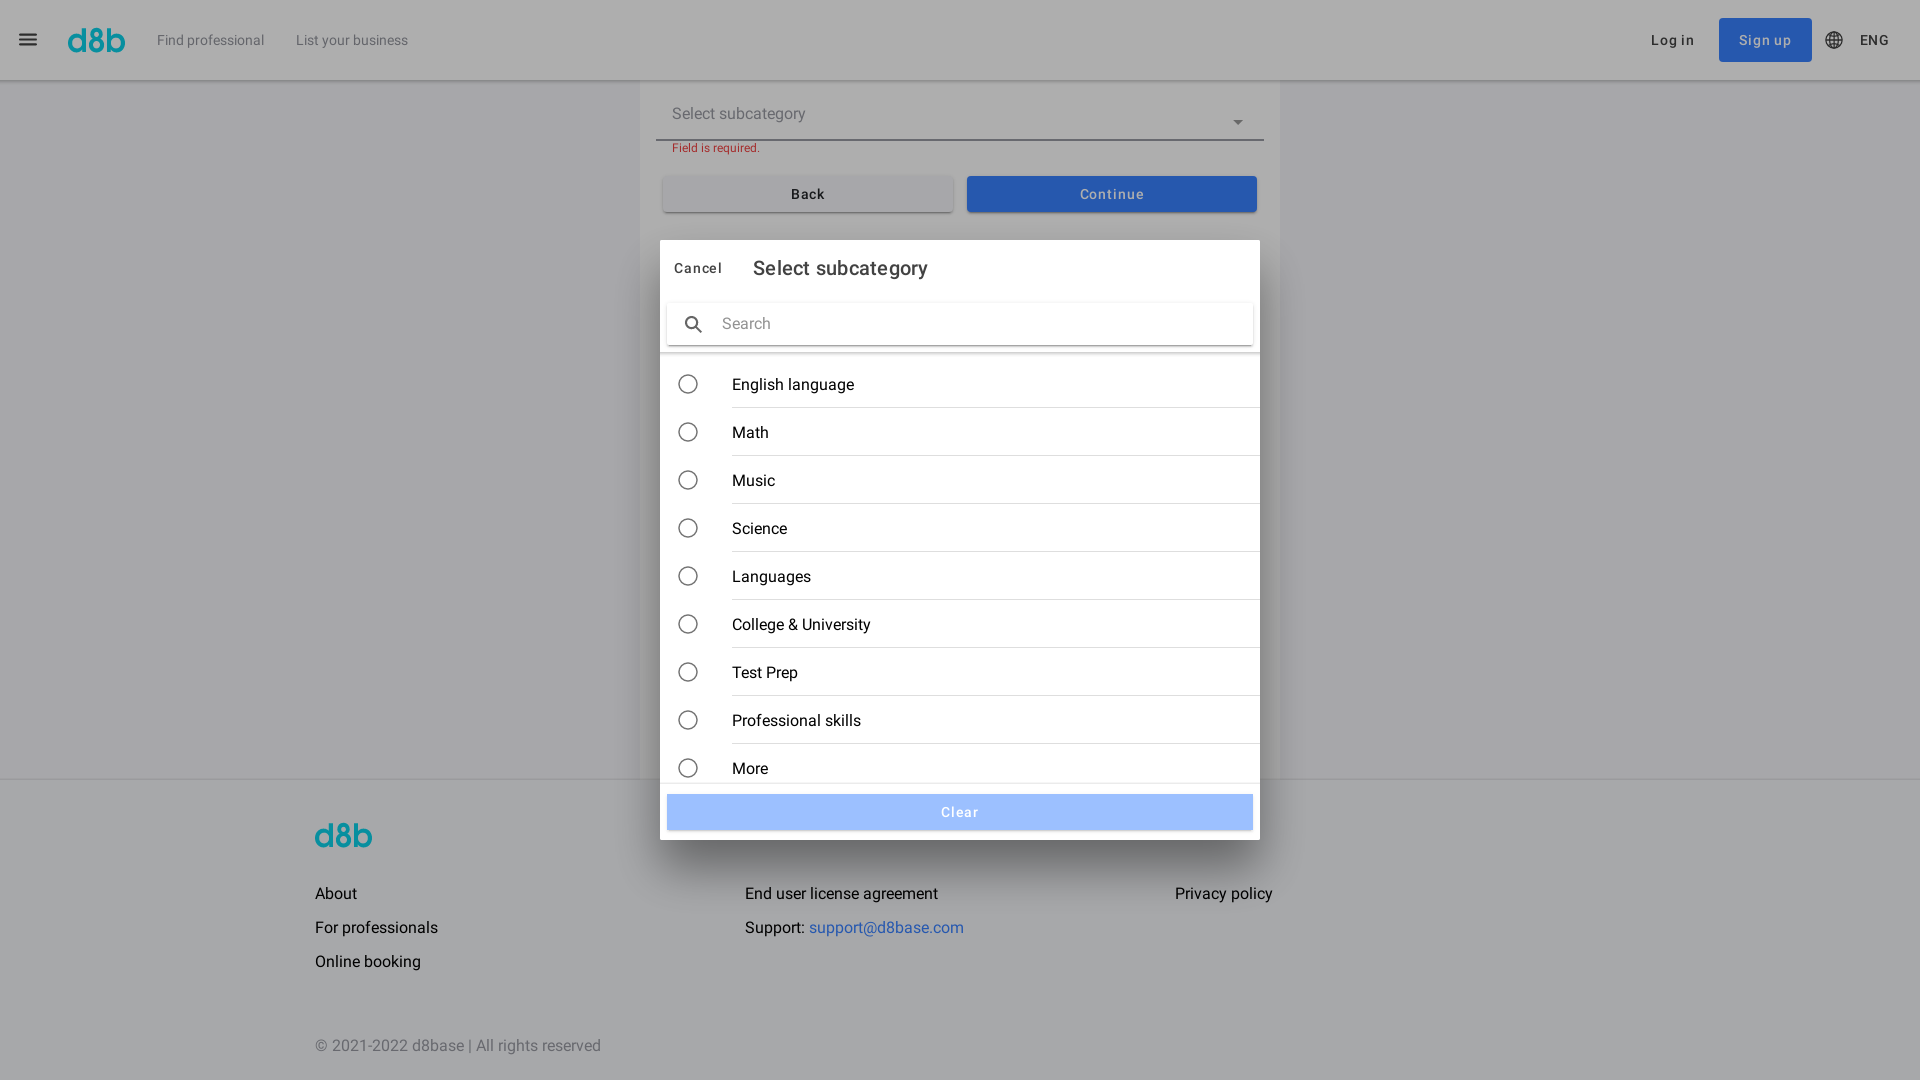 d8b
Find professional
List your business
Log in
Sign up
ENG
Select subcategory
Field is required.
Back
Continue
Cancel
Select subcategory
Search
English language
Math
Music
Science
Languages
College & University
Test Prep
Professional skills
More
Clear
d8b
About
End user license agreement
Privacy policy
For professionals
Support: support@d8base.com
Online booking
© 2021-2022 d8base | All rights reserved